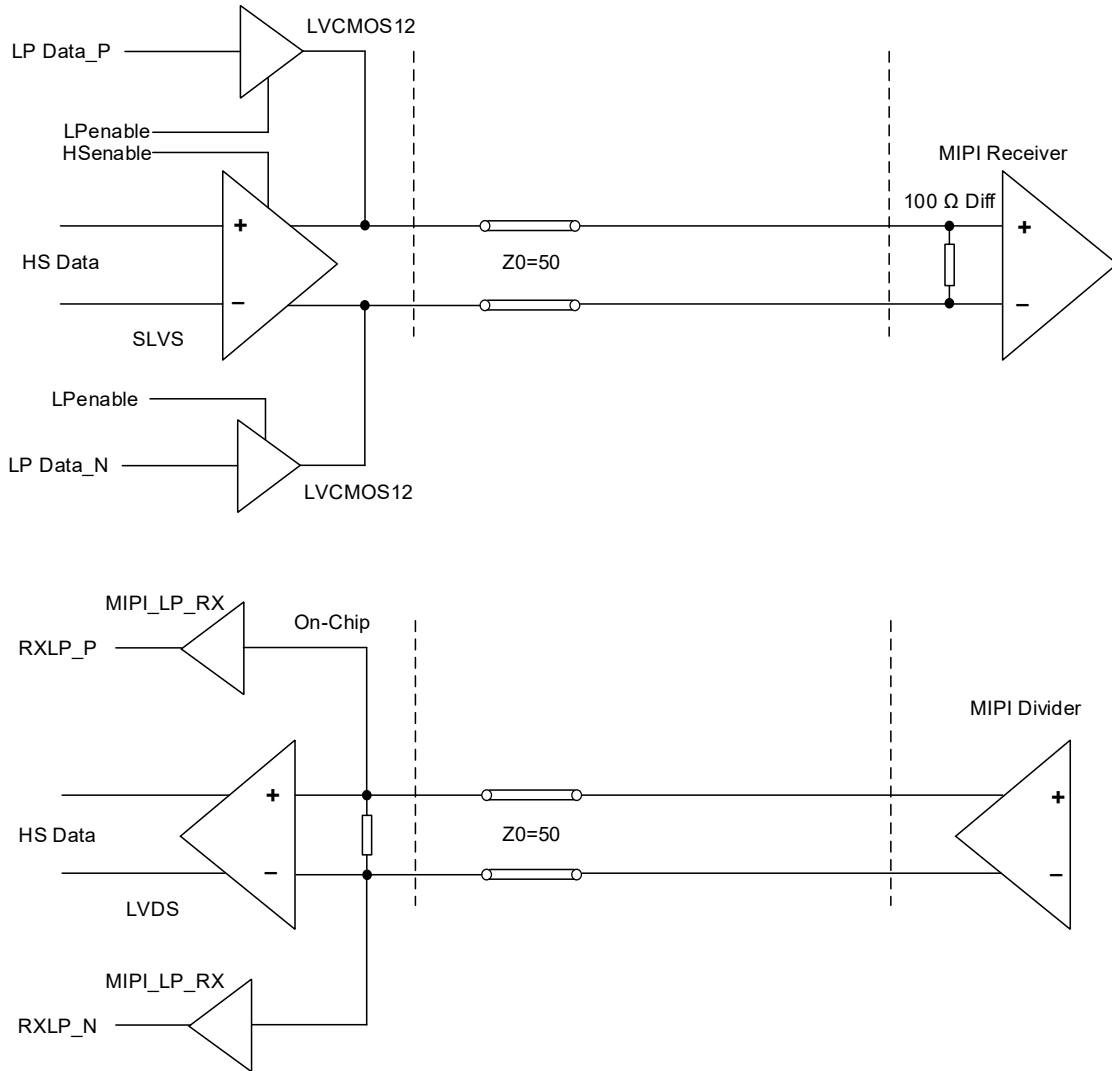 LVCMOS12
LP Data_P
LPenable
HSenable
MIPI Receiver
100 Ω Diff
+
+
HS Data
Z0=50
−
−
SLVS
LPenable
LP Data_N
LVCMOS12
MIPI_LP_RX
On-Chip
RXLP_P
MIPI Divider
+
+
HS Data
Z0=50
−
−
LVDS
MIPI_LP_RX
RXLP_N